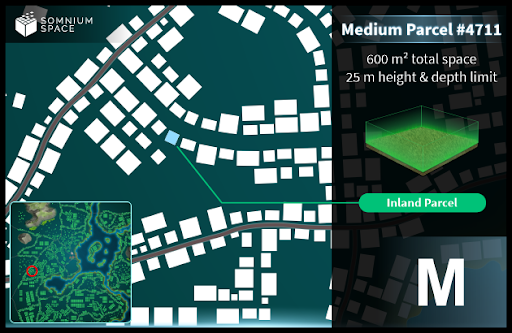 SOMNIUM
SPACE
Medium Parcel #4711
600 m² total space
25 m height & depth limit
Inland Parcel
M